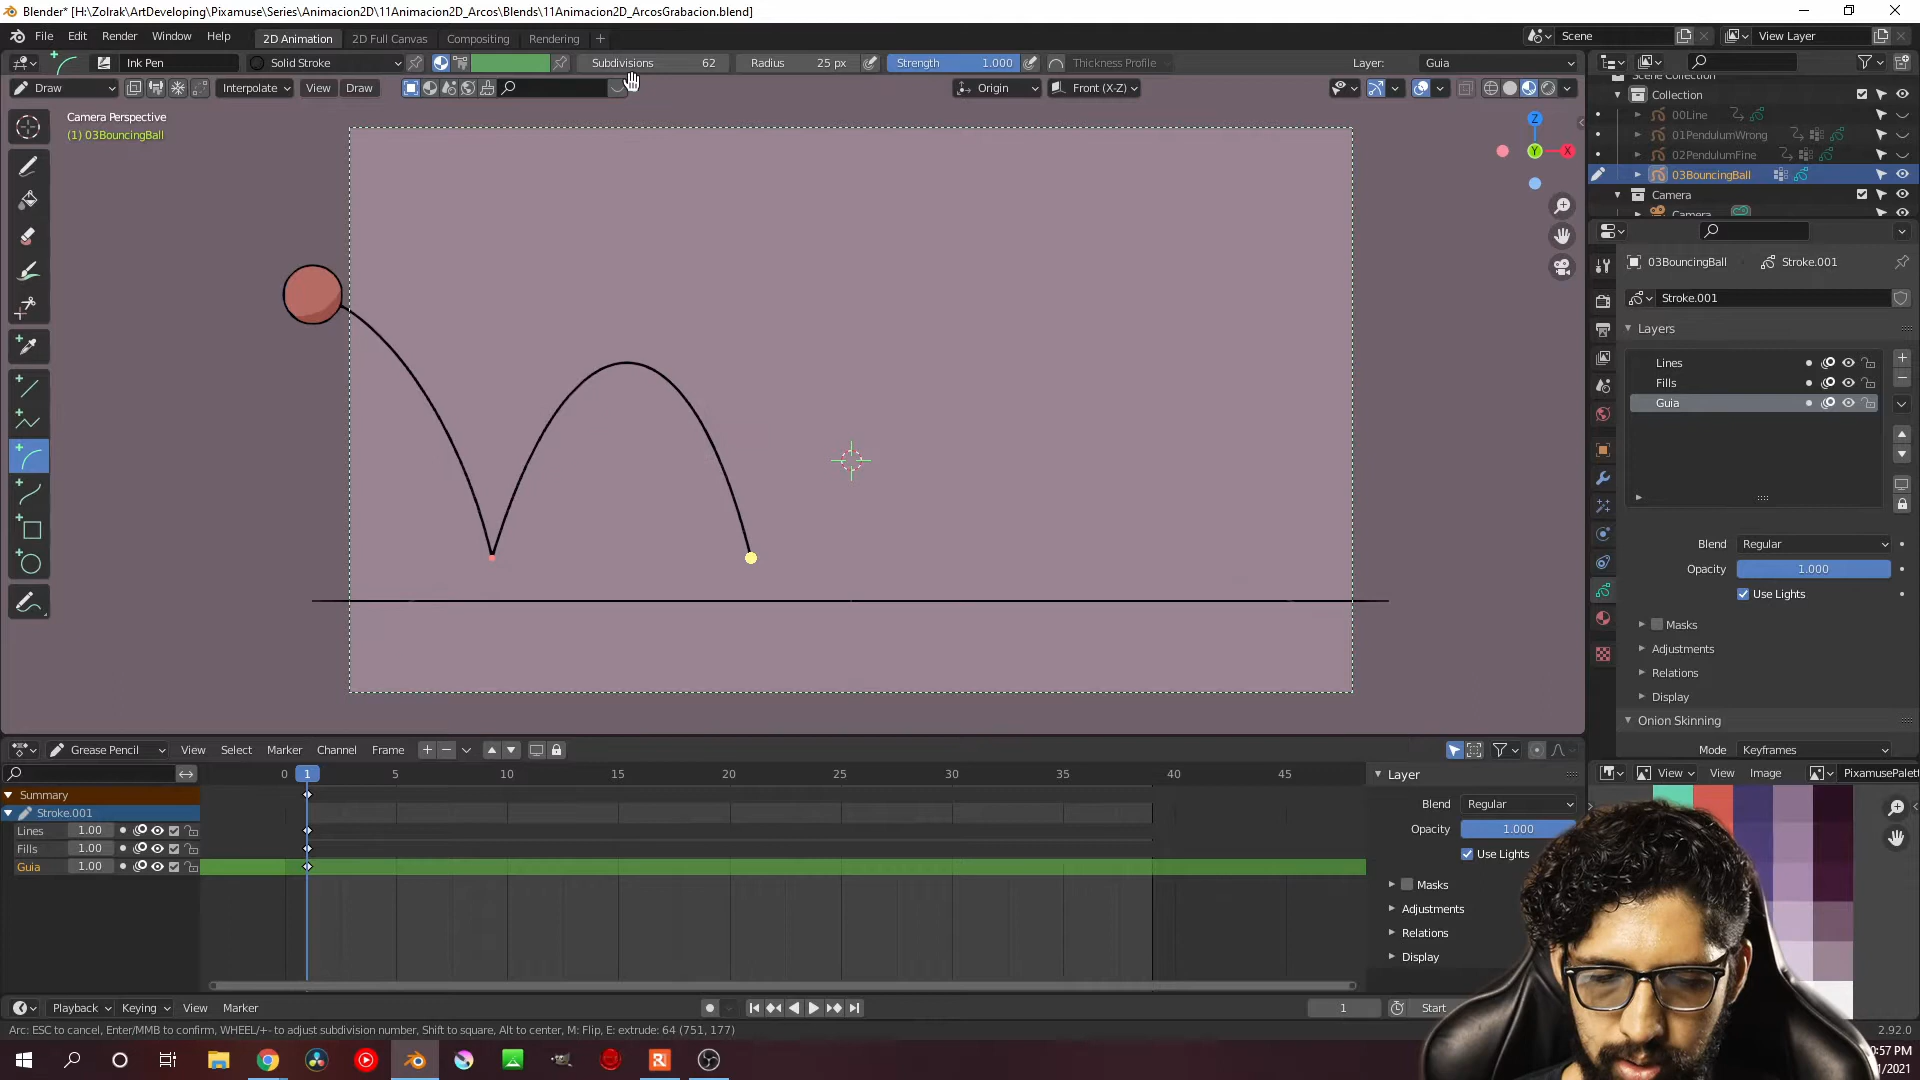 Blender* [H:\Zolrak\ArtDeveloping\Pixamuse\Series\Animacion2D\11Animacion2D_Arcos\Blends\11Animacion2D_ArcosGrabacion.blend]
File Edit Render Window Help 2D Animation 2D Full Canvas Compositing Rendering + Scene View Layer
Ink Pen Solid Stroke Subdivisions 62 Radius 25 px Strength 1.000 Thickness Profile Layer: Guia
Draw Interpolate View Draw Origin Front (X-Z)
Camera Perspective
(1) 03BouncingBall
Z
X
Y
Scene Collection
Collection
00Line
01PendulumWrong
02PendulumFine
03BouncingBall
Camera
Camera
03BouncingBall Stroke.001
Stroke.001
Layers
Lines
Fills
Guia
Blend Regular
Opacity 1.000
Use Lights
Masks
Adjustments
Relations
Display
Onion Skinning
Mode Keyframes
View View Image PixamusePalett
Grease Pencil View Select Marker Channel Frame
0 1 5 10 15 20 25 30 35 40 45
Summary
Stroke.001
Lines 1.00
Fills 1.00
Guia 1.00
Layer
Blend Regular
Opacity 1.000
Use Lights
Masks
Adjustments
Relations
Display
Playback Keying View Marker 1 Start
Arc: ESC to cancel, Enter/MMB to confirm, WHEEL/+- to adjust subdivision number, Shift to square, Alt to center, M: Flip, E: extrude: 64 (751, 177)
2.92.0
0:57 PM
1/2021